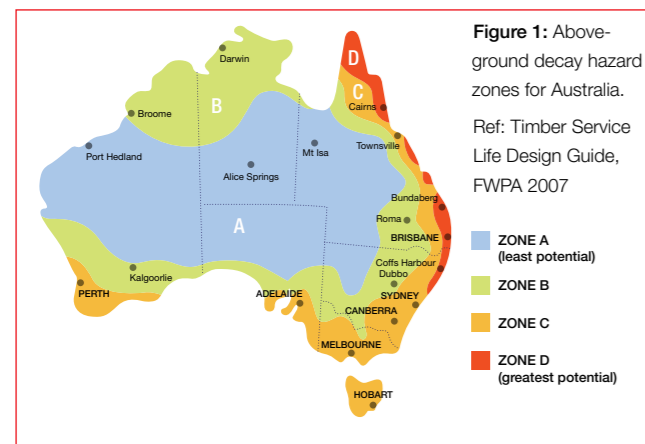 Figure 1: Above-
ground decay hazard
zones for Australia.
Ref: Timber Service
Life Design Guide,
FWPA 2007
ZONE A
(least potential)
ZONE B
ZONE C
ZONE D
(greatest potential)
Darwin
D
C
B
Cairns
Broome
Townsville
Port Hedland
Mt Isa
Alice Springs
Bundaberg
Roma
A
BRISBANE
Coffs Harbour
Kalgoorlie
Dubbo
PERTH
ADELAIDE
SYDNEY
CANBERRA
MELBOURNE
HOBART